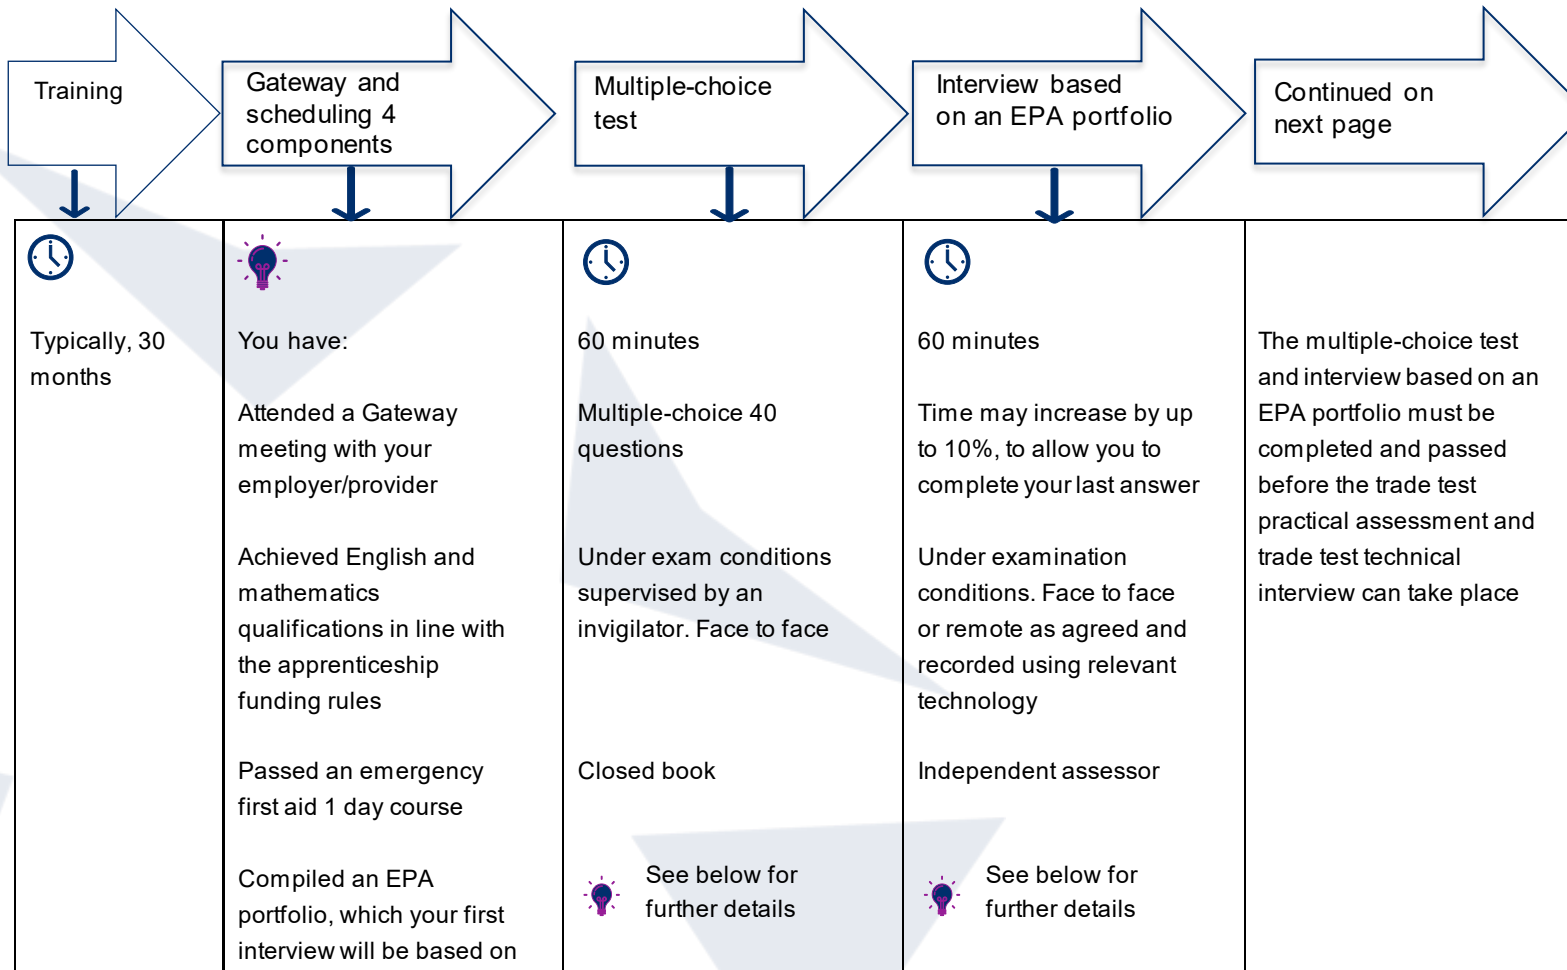 Training
Gateway and
scheduling 4
components
Multiple-choice
test
Interview based
on an EPA portfolio
Continued on
next page
Typically, 30
months
You have:
Attended a Gateway
meeting with your
employer/provider
Achieved English and
mathematics
qualifications in line with
the apprenticeship
funding rules
Passed an emergency
first aid 1 day course
Compiled an EPA
portfolio, which your first
interview will be based on
60 minutes
Multiple-choice 40
questions
Under exam conditions
supervised by an
invigilator. Face to face
Closed book
See below for
further details
60 minutes
Time may increase by up
to 10%, to allow you to
complete your last answer
Under examination
conditions. Face to face
or remote as agreed and
recorded using relevant
technology
Independent assessor
See below for
further details
The multiple-choice test
and interview based on an
EPA portfolio must be
completed and passed
before the trade test
practical assessment and
trade test technical
interview can take place